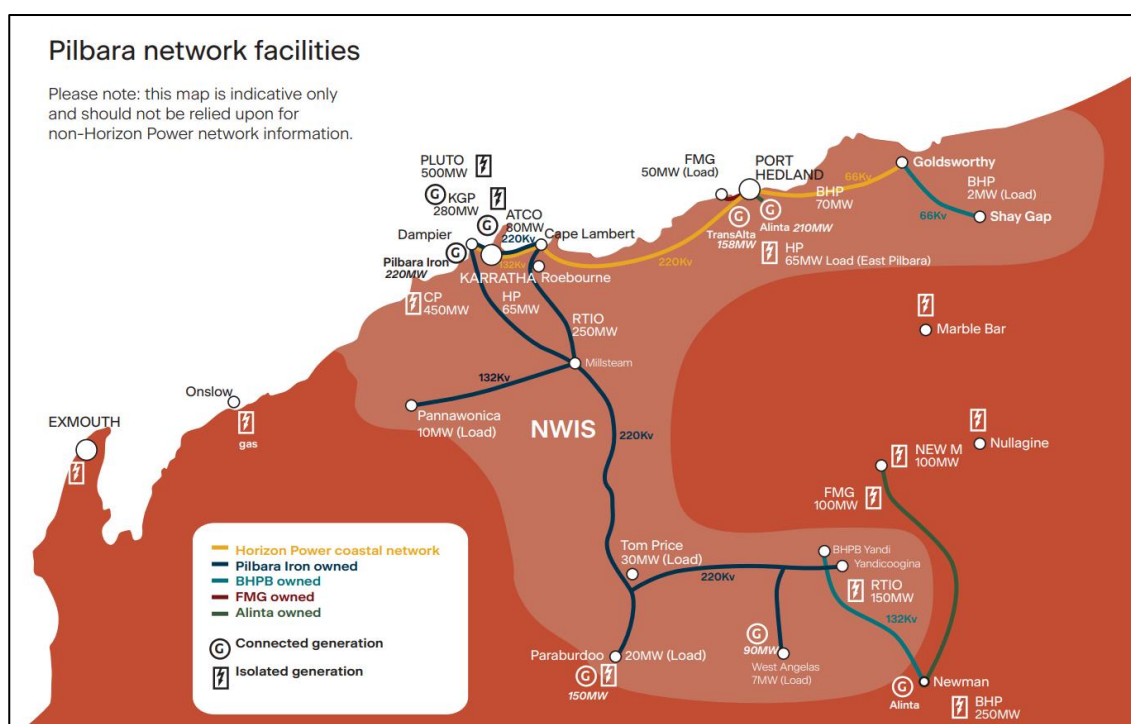 Pilbara network facilities
Please note: this map is indicative only
and should not be relied upon for
non-Horizon Power network information.
PLUTO
500MW
G KGP
280MW
G ATCO
80MW
220Kv
Dampier
Cape Lambert
G
Pilbara Iron
220MW
132Kv
KARRATHA
Roebourne
CP
450MW
HP
65MW
RTIO
250MW
FMG
50MW (Load)
PORT
HEDLAND
66Kv
BHP
70MW
Goldsworthy
BHP
2MW (Load)
66Kv
Shay Gap
G
TransAlta
158MW
G
Alinta 210MW
HP
65MW Load (East Pilbara)
220Kv
Marble Bar
Millsteam
132Kv
Pannawonica
10MW (Load)
NWIS
220Kv
Onslow
gas
EXMOUTH
Nullagine
NEW M
100MW
FMG
100MW
Tom Price
30MW (Load)
220Kv
BHPB Yandi
Yandicoogina
RTIO
150MW
132Kv
Paraburdoo
20MW (Load)
G
150MW
G
90MW
West Angelas
7MW (Load)
G
Alinta
Newman
BHP
250MW
Horizon Power coastal network
Pilbara Iron owned
BHPB owned
FMG owned
Alinta owned
G Connected generation
Isolated generation